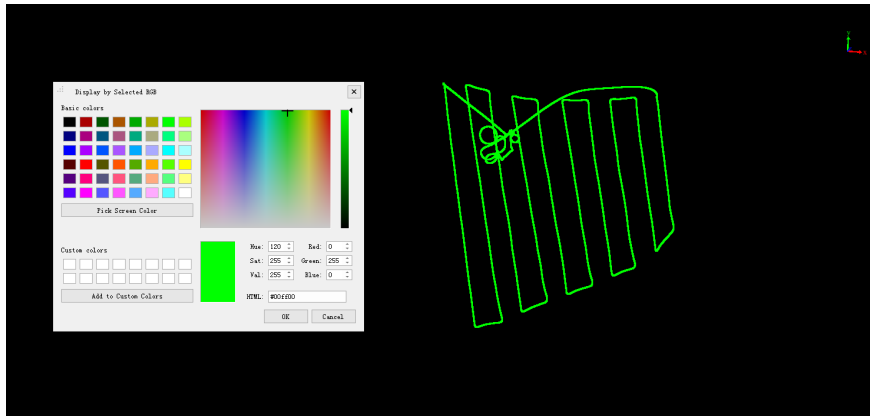 Display by Selected RGB
Basic colors
Pick Screen Color
Custom colors
Add to Custom Colors
Hue: 120 Red: 0
Sat: 255 Green: 255
Val: 255 Blue: 0
HTML: #00ff00
OK Cancel